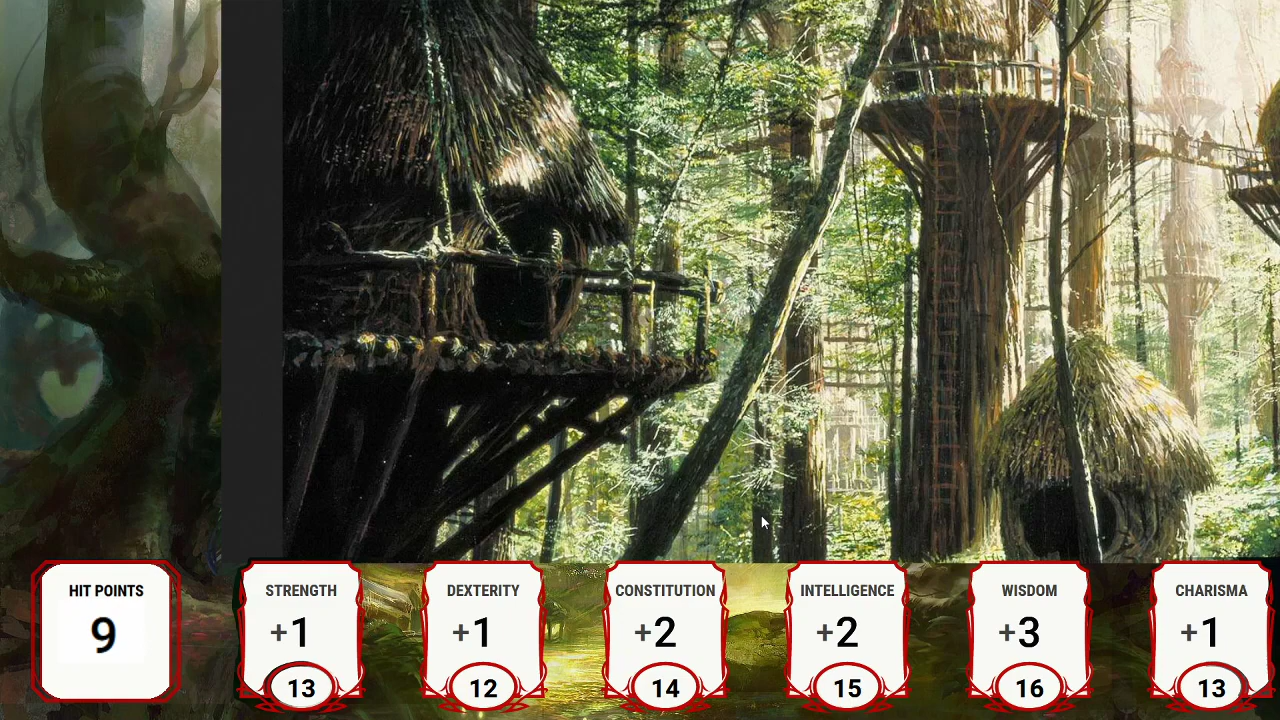 HIT POINTS
9
STRENGTH
+1
13
DEXTERITY
+1
12
CONSTITUTION
+2
14
INTELLIGENCE
+2
15
WISDOM
+3
16
CHARISMA
+1
13